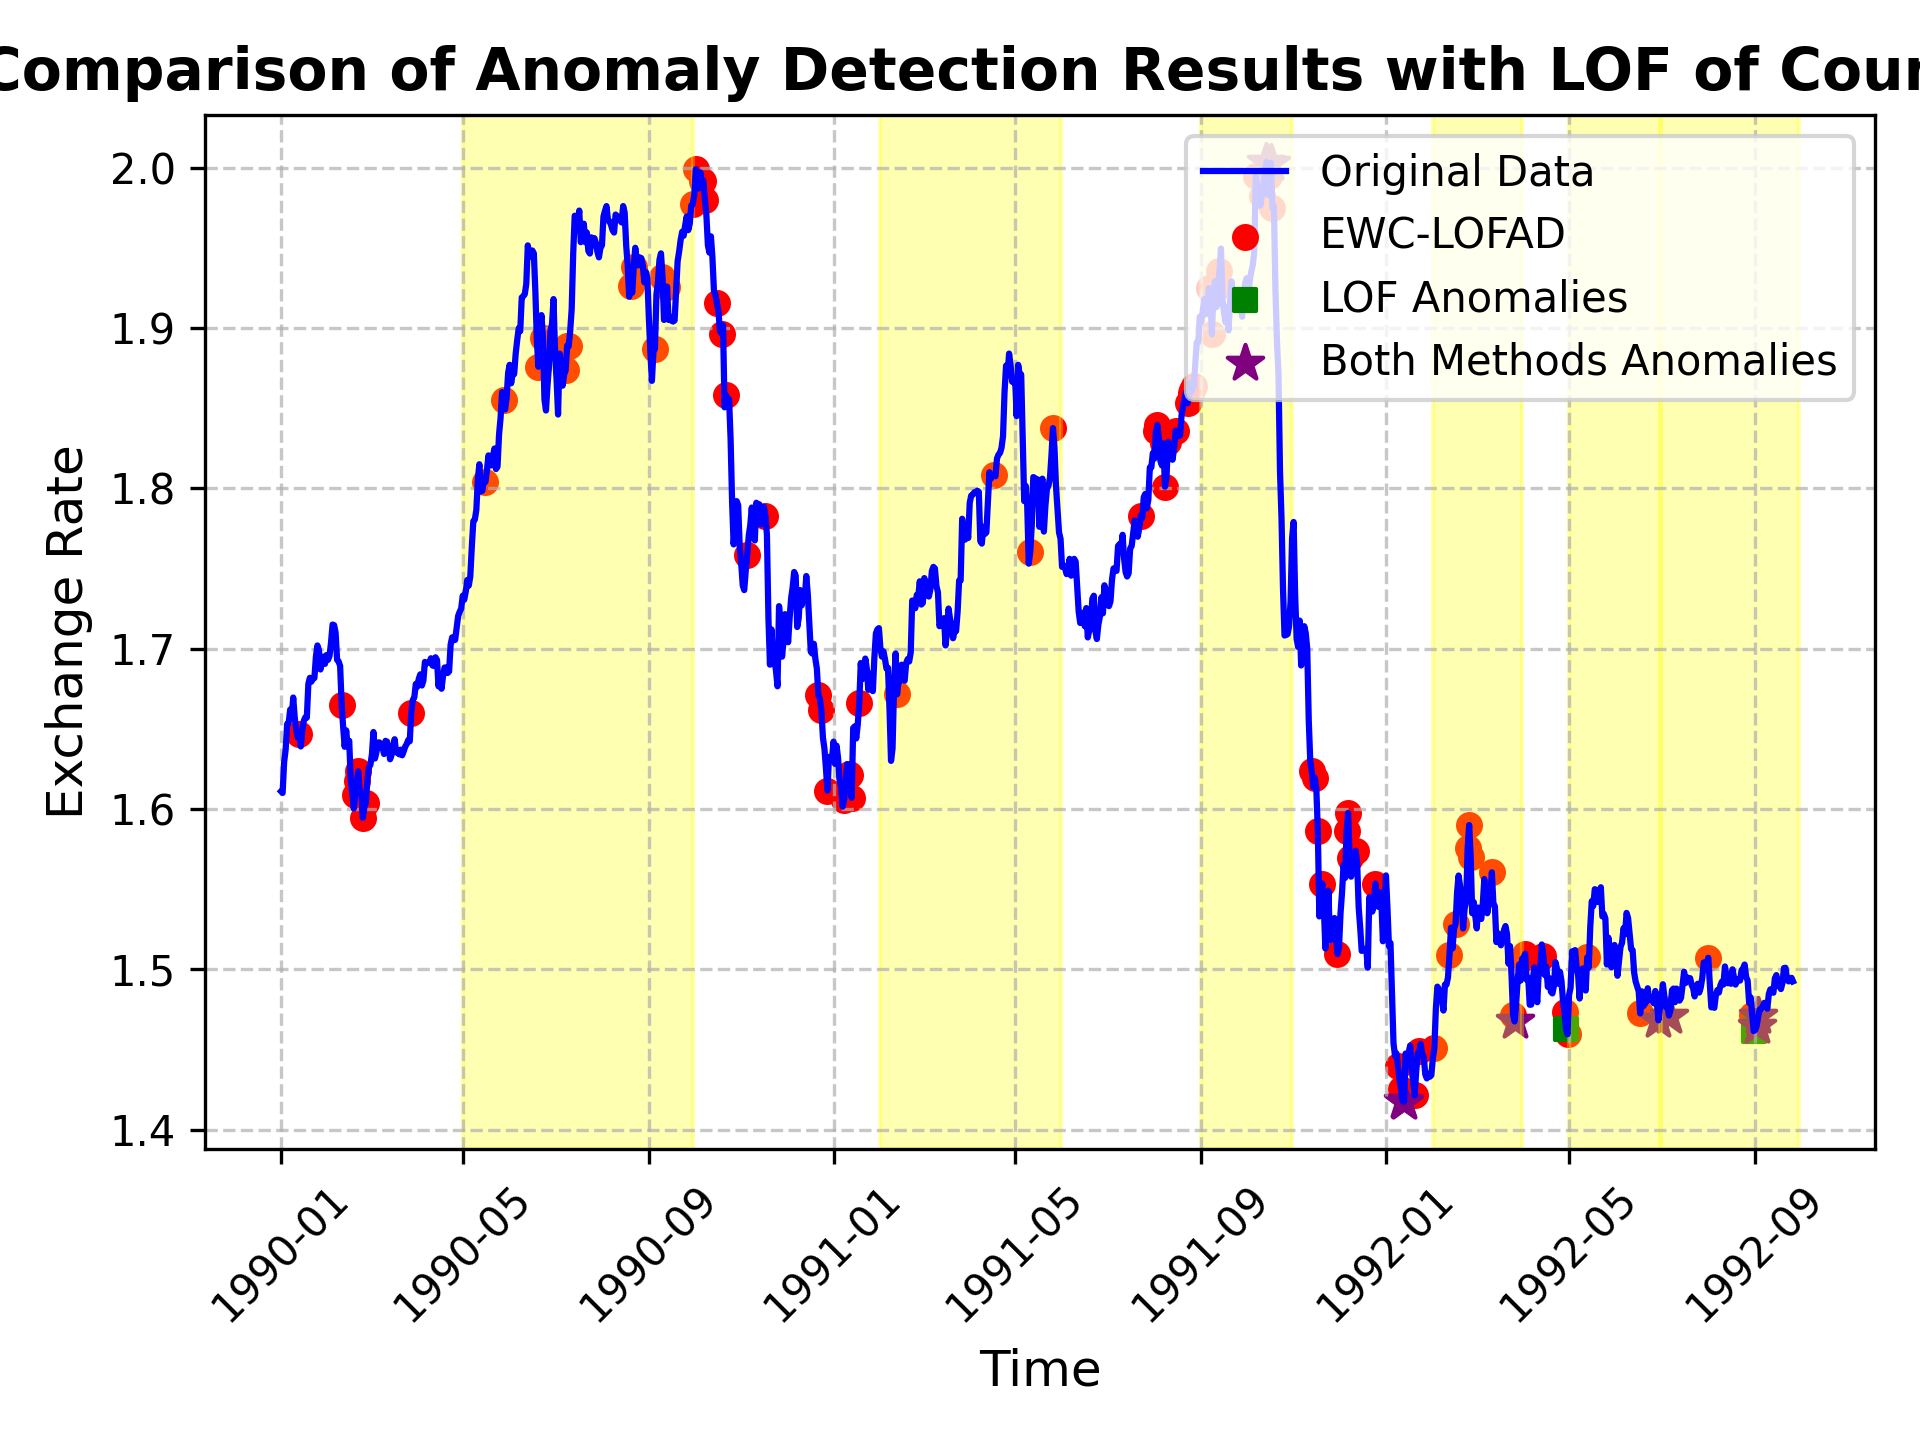 Comparison of Anomaly Detection Results with LOF of
Original Data
EWC-LOFAD
LOF Anomalies
Both Methods Anomalies
Exchange Rate
2.0
1.9
1.8
1.7
1.6
1.5
1.4
1990-01
1990-05
1990-09
1991-01
1991-05
1991-09
1992-01
1992-05
1992-09
Time